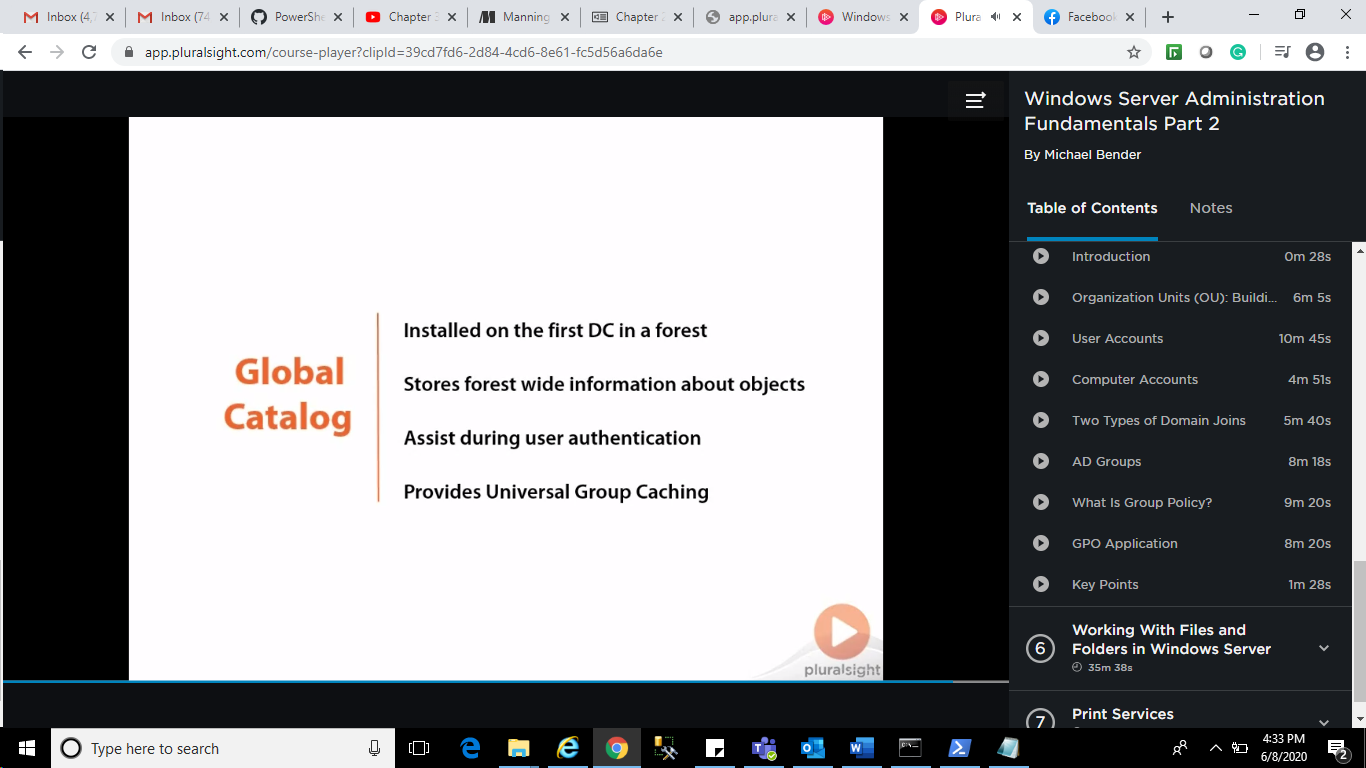 Inbox (4,7
Inbox (74
PowerShe
Chapter 3
Manning
Chapter 2
app.plura
Windows
Plura
Facebook
app.pluralsight.com/course-player?clipId=39cd7fd6-2d84-4cd6-8e61-fc5d56a6da6e
Windows Server Administration
Fundamentals Part 2
By Michael Bender
Table of Contents
Notes
Introduction 0m 28s
Organization Units (OU): Buildi... 6m 5s
User Accounts 10m 45s
Computer Accounts 4m 51s
Two Types of Domain Joins 5m 40s
AD Groups 8m 18s
What Is Group Policy? 9m 20s
GPO Application 8m 20s
Key Points 1m 28s
6 Working With Files and
Folders in Windows Server
35m 38s
7 Print Services
Global
Catalog
Installed on the first DC in a forest
Stores forest wide information about objects
Assist during user authentication
Provides Universal Group Caching
pluralsight
Type here to search
4:33 PM
6/8/2020
2